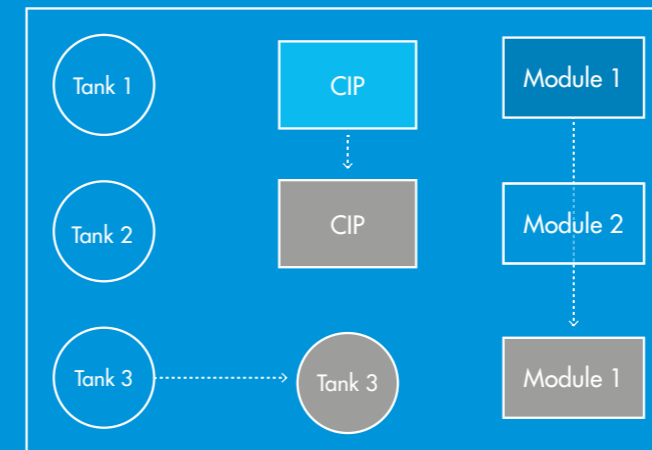 Tank 1
CIP
Module 1
Tank 2
CIP
Module 2
Tank 3
Tank 3
Module 1